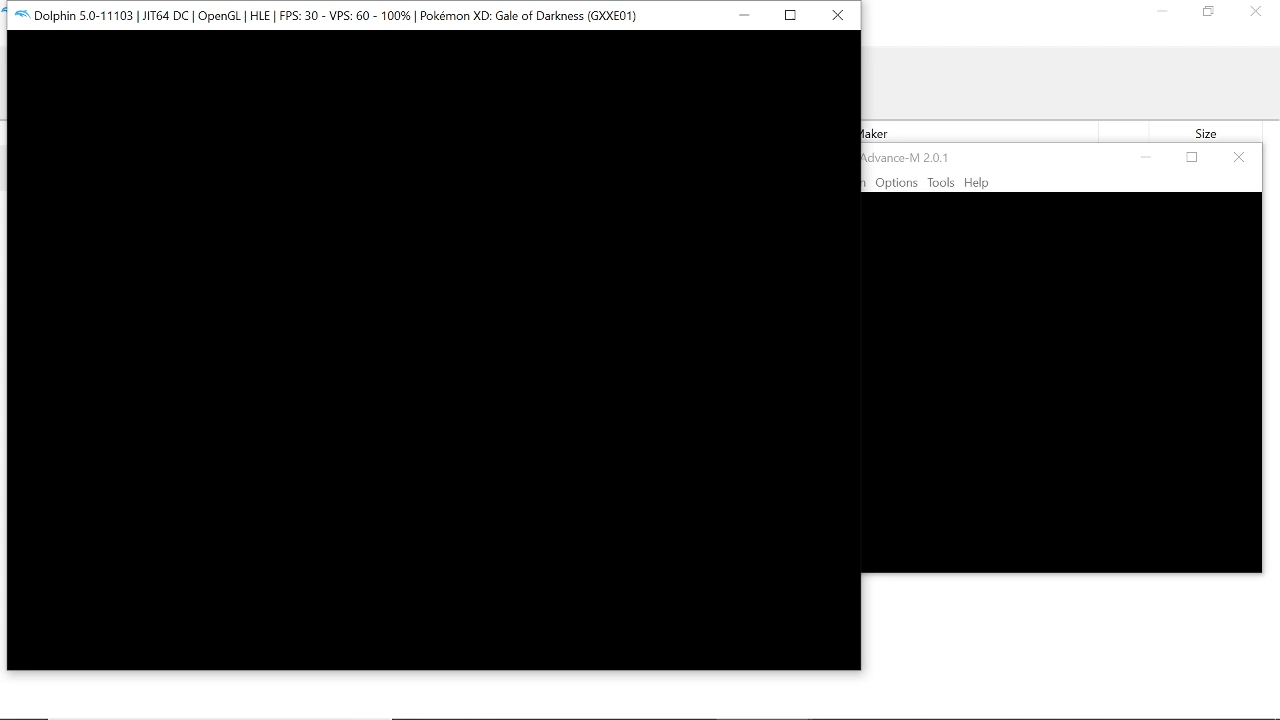 Dolphin 5.0-11103 | JIT64 DC | OpenGL | HLE | FPS: 30 - VPS: 60 - 100% | Pokémon XD: Gale of Darkness (GXXE01)
Maker Size
Advance-M 2.0.1
Options Tools Help